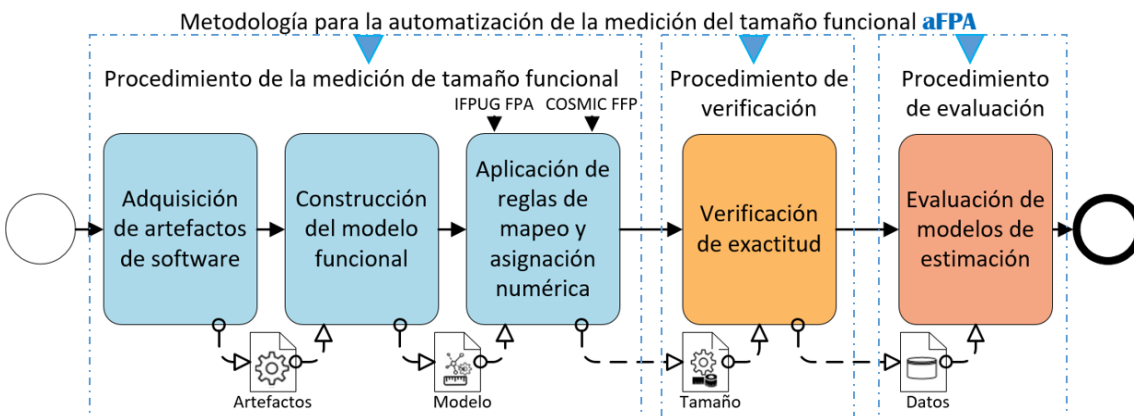 Metodología para la automatización de la medición del tamaño funcional aFPA
Procedimiento de la medición de tamaño funcional
IFPUG FPA
COSMIC FFP
Procedimiento de
verificación
Procedimiento
de evaluación
Adquisición
de artefactos
de software
Construcción
del modelo
funcional
Aplicación de
reglas de
mapeo y
asignación
numérica
Verificación
de exactitud
Evaluación de
modelos de
estimación
Artefactos
Modelo
Tamaño
Datos